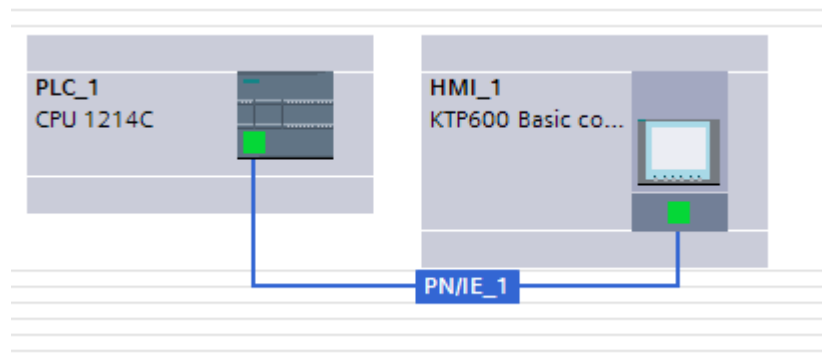 PLC_1
CPU 1214C
HMI_1
KTP600 Basic co...
PN/IE_1